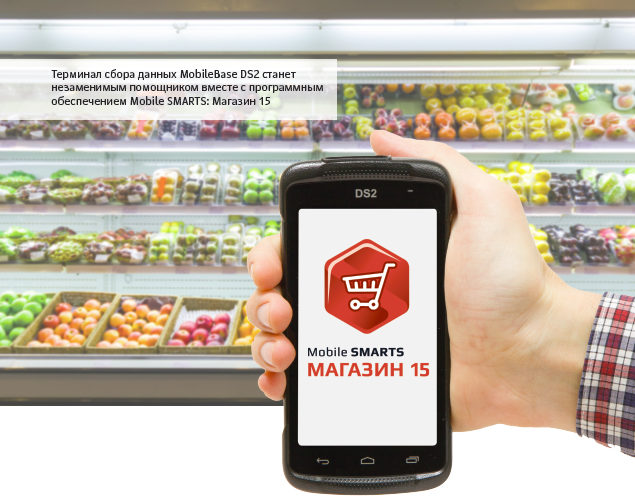 Терминал сбора данных MobileBase DS2 станет
незаменимым помощником вместе с программным
обеспечением Mobile SMARTS: Магазин 15
DS2
Mobile SMARTS
МАГАЗИН 15